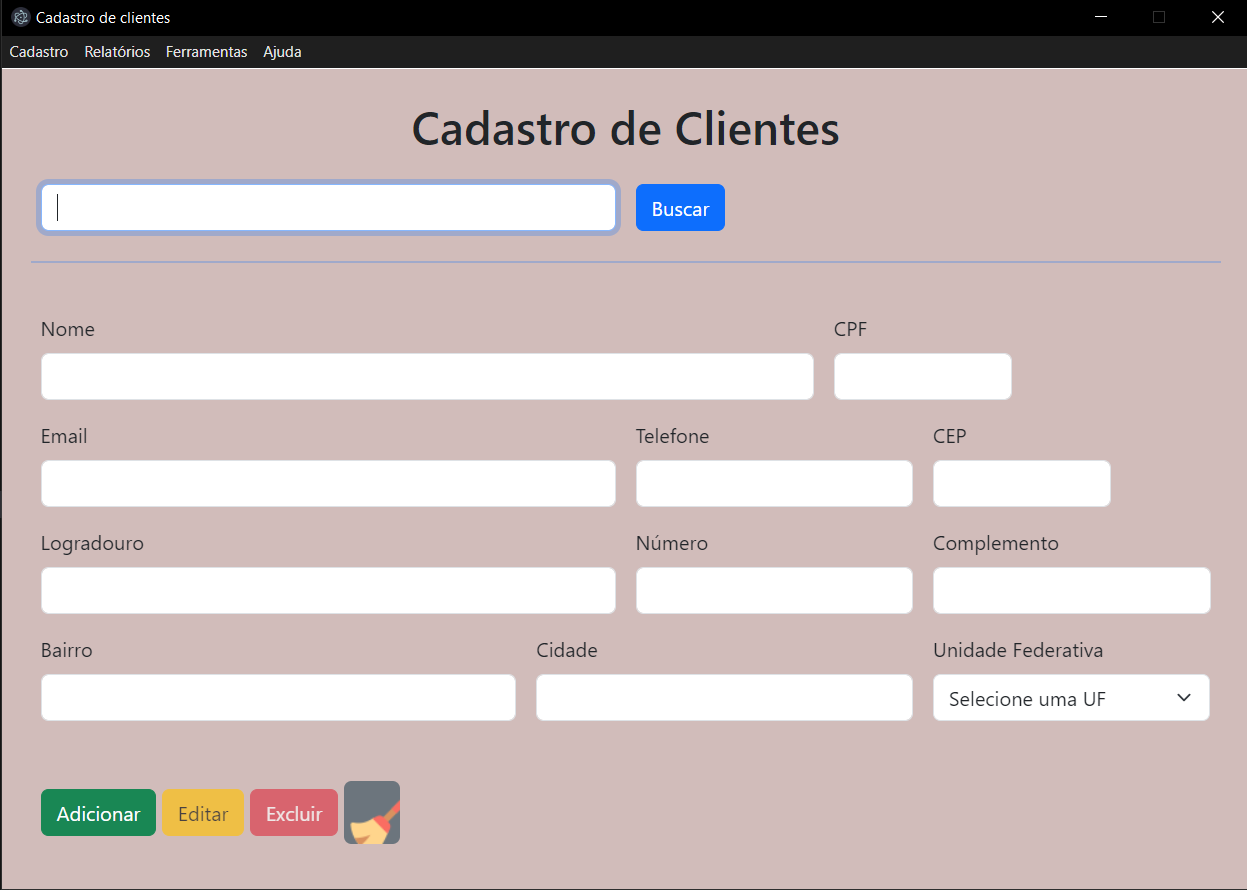 Cadastro de clientes
Cadastro Relatórios Ferramentas Ajuda
Cadastro de Clientes
Buscar
Nome CPF
Email Telefone CEP
Logradouro Número Complemento
Bairro Cidade Unidade Federativa
Selecione uma UF
Adicionar Editar Excluir